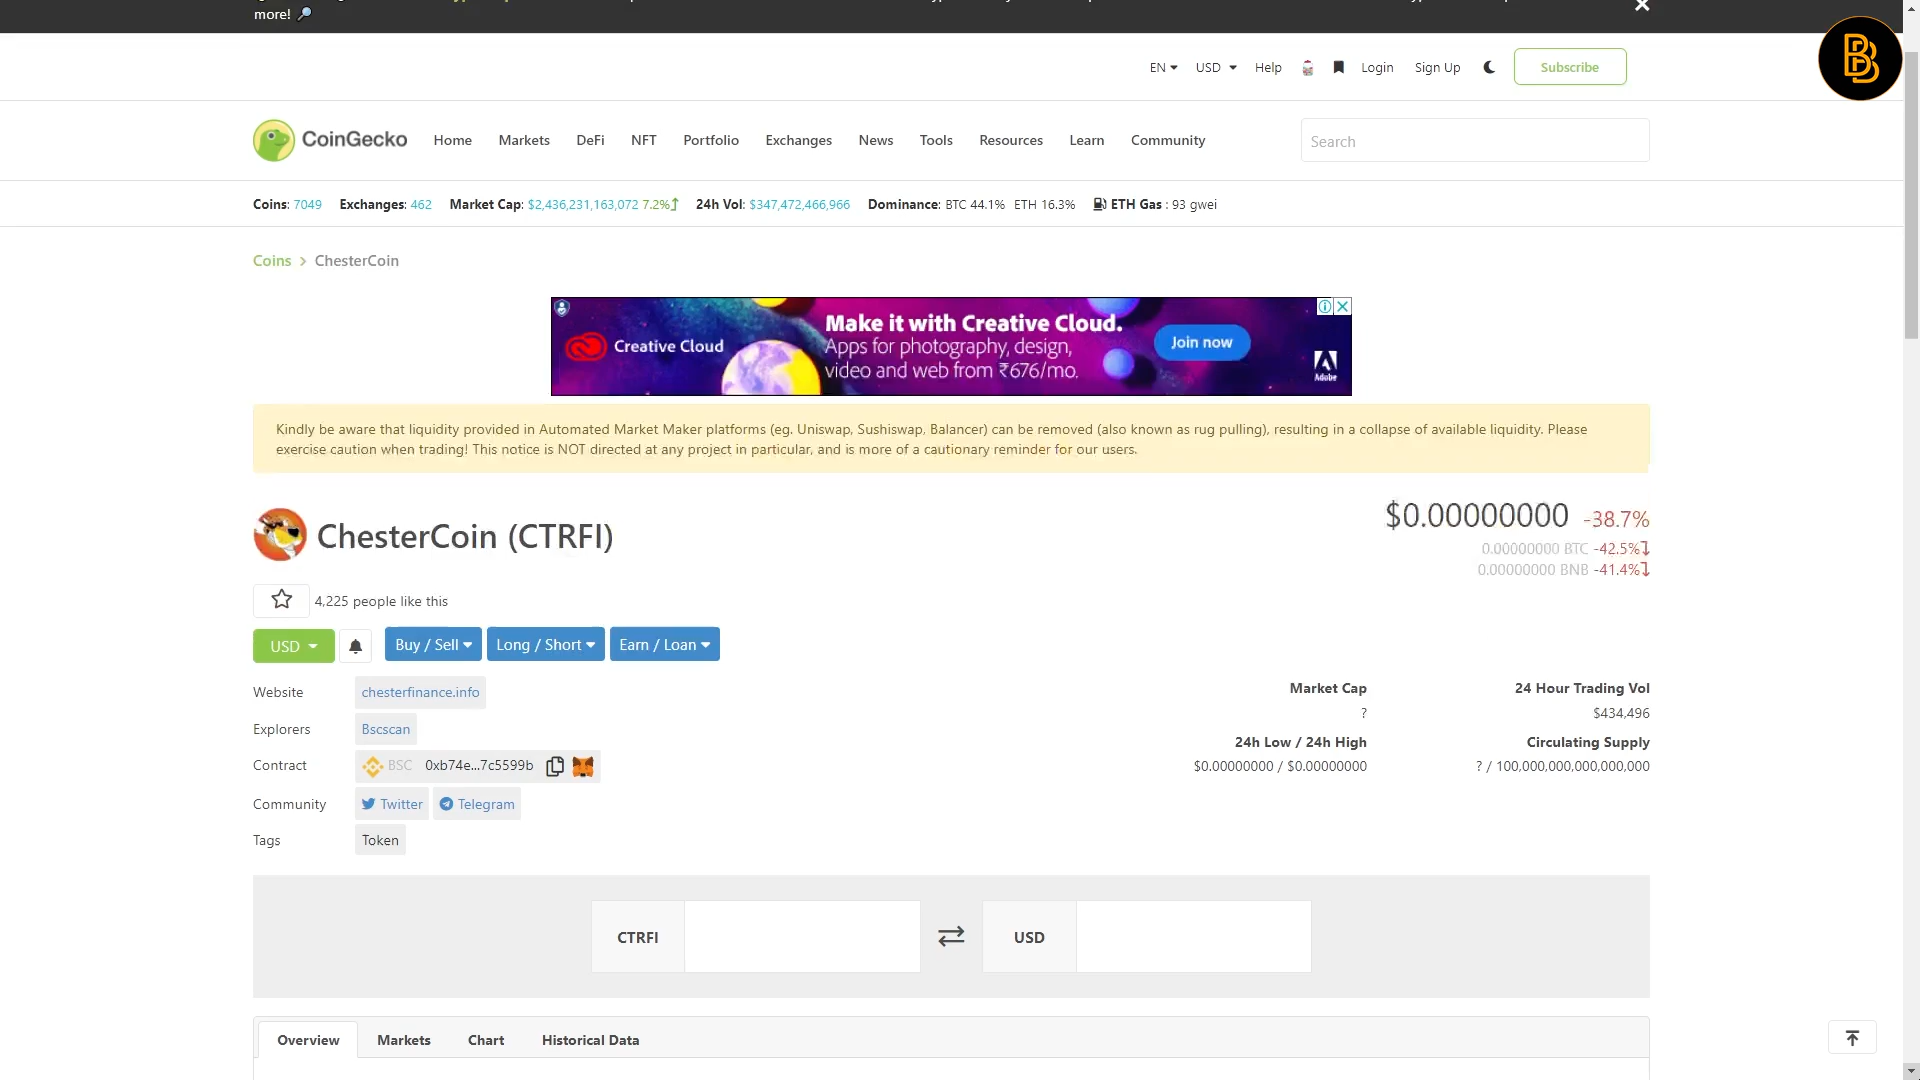 more!
EN
USD
Help
Login
Sign Up
Subscribe
CoinGecko
Home
Markets
DeFi
NFT
Portfolio
Exchanges
News
Tools
Resources
Learn
Community
Search
Coins: 7049
Exchanges: 462
Market Cap: $2,436,231,163,072 7.2%
24h Vol: $347,472,466,966
Dominance: BTC 44.1% ETH 16.3%
ETH Gas : 93 gwei
Coins > ChesterCoin
Creative Cloud
Make it with Creative Cloud.
Apps for photography, design,
video and web from ₹676/mo.
Join now
Adobe
Kindly be aware that liquidity provided in Automated Market Maker platforms (eg. Uniswap, Sushiswap, Balancer) can be removed (also known as rug pulling), resulting in a collapse of available liquidity. Please
exercise caution when trading! This notice is NOT directed at any project in particular, and is more of a cautionary reminder for our users.
ChesterCoin (CTRFI)
$0.00000000 -38.7%
0.00000000 BTC -42.5%
0.00000000 BNB -41.4%
4,225 people like this
USD
Buy / Sell
Long / Short
Earn / Loan
Website
chesterfinance.info
Explorers
Bscscan
Contract
BSC 0xb74e...7c5599b
Community
Twitter
Telegram
Tags
Token
Market Cap
?
24 Hour Trading Vol
$434,496
24h Low / 24h High
$0.00000000 / $0.00000000
Circulating Supply
? / 100,000,000,000,000,000
CTRFI
USD
Overview
Markets
Chart
Historical Data